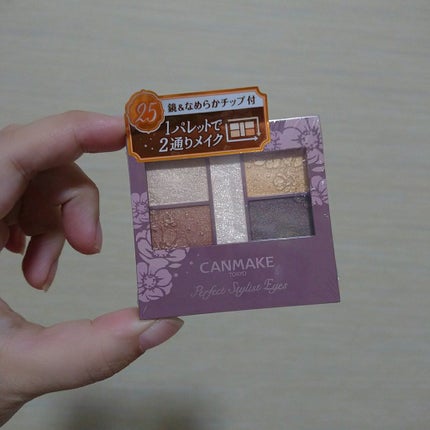 25
鏡&なめらかチップ付
1パレットで
2通りメイク
CANMAKE
TOKYO
Perfect Stylist Eyes